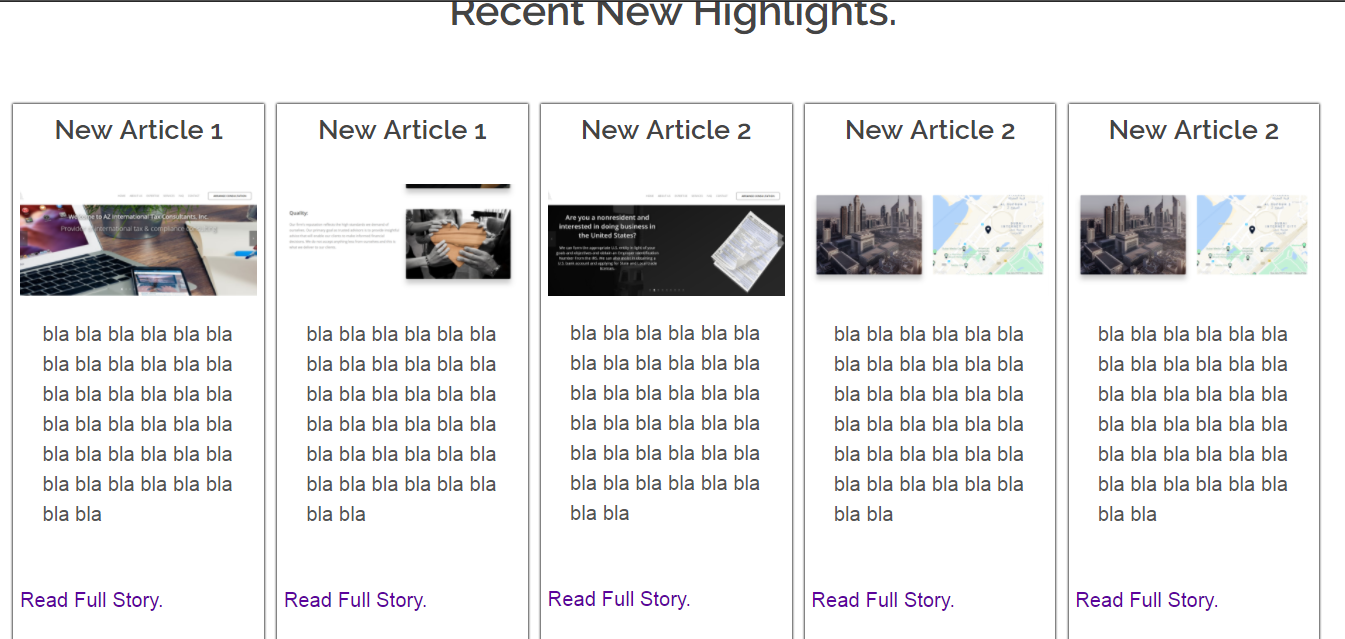 Recent New Highlights.
New Article 1
Welcome to AZ International Tax Consultants, Inc.
international tax & compliance consulting
bla bla bla bla bla bla
bla bla bla bla bla bla
bla bla bla bla bla bla
bla bla bla bla bla bla
bla bla bla bla bla bla
bla bla bla bla bla bla
bla bla
Read Full Story.
New Article 1
Quality:
bla bla bla bla bla bla
bla bla bla bla bla bla
bla bla bla bla bla bla
bla bla bla bla bla bla
bla bla bla bla bla bla
bla bla bla bla bla bla
bla bla
Read Full Story.
New Article 2
Are you a nonresident and
interested in doing business in
the United States?
bla bla bla bla bla bla
bla bla bla bla bla bla
bla bla bla bla bla bla
bla bla bla bla bla bla
bla bla bla bla bla bla
bla bla bla bla bla bla
bla bla
Read Full Story.
New Article 2
bla bla bla bla bla bla
bla bla bla bla bla bla
bla bla bla bla bla bla
bla bla bla bla bla bla
bla bla bla bla bla bla
bla bla bla bla bla bla
bla bla
Read Full Story.
New Article 2
bla bla bla bla bla bla
bla bla bla bla bla bla
bla bla bla bla bla bla
bla bla bla bla bla bla
bla bla bla bla bla bla
bla bla bla bla bla bla
bla bla
Read Full Story.